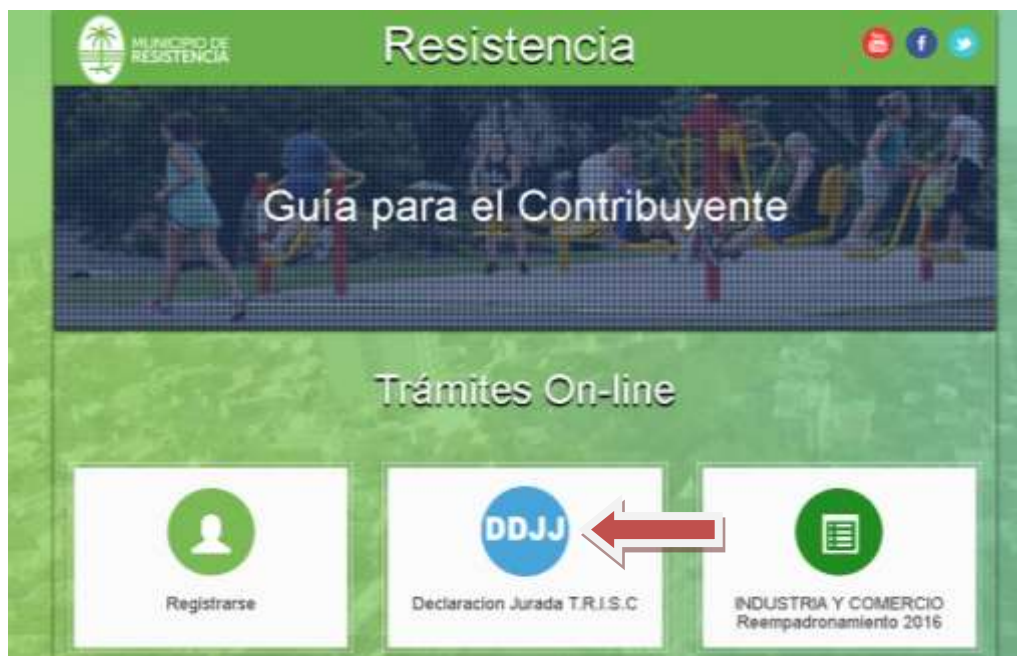 MUNICIPIO DE
RESISTENCIA
Resistencia
Guía para el Contribuyente
Trámites On-line
DDJJ
Registrarse
Declaracion Jurada T.R.I.S.C
INDUSTRIA Y COMERCIO
Reempadronamiento 2016